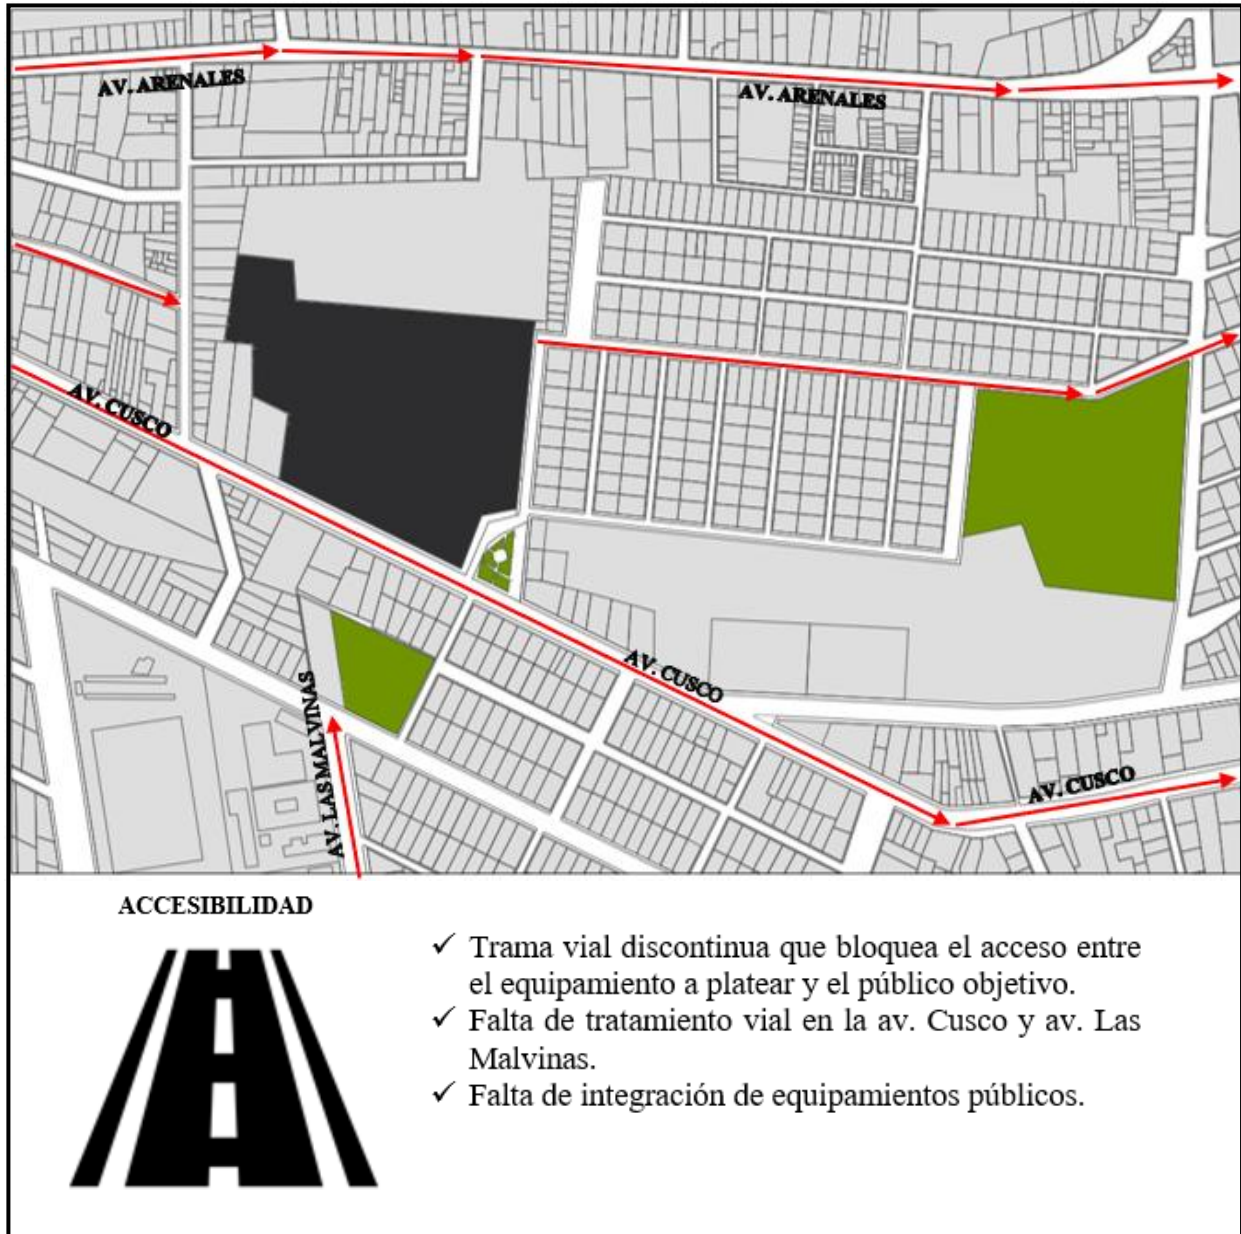 AV. ARENALES
AV. ARENALES
AV. CUSCO
AV. CUSCO
AV. LAS MALVINAS
AV. CUSCO
ACCESIBILIDAD
✓ Trama vial discontinua que bloquea el acceso entre
el equipamiento a platear y el público objetivo.
✓ Falta de tratamiento vial en la av. Cusco y av. Las
Malvinas.
✓ Falta de integración de equipamientos públicos.